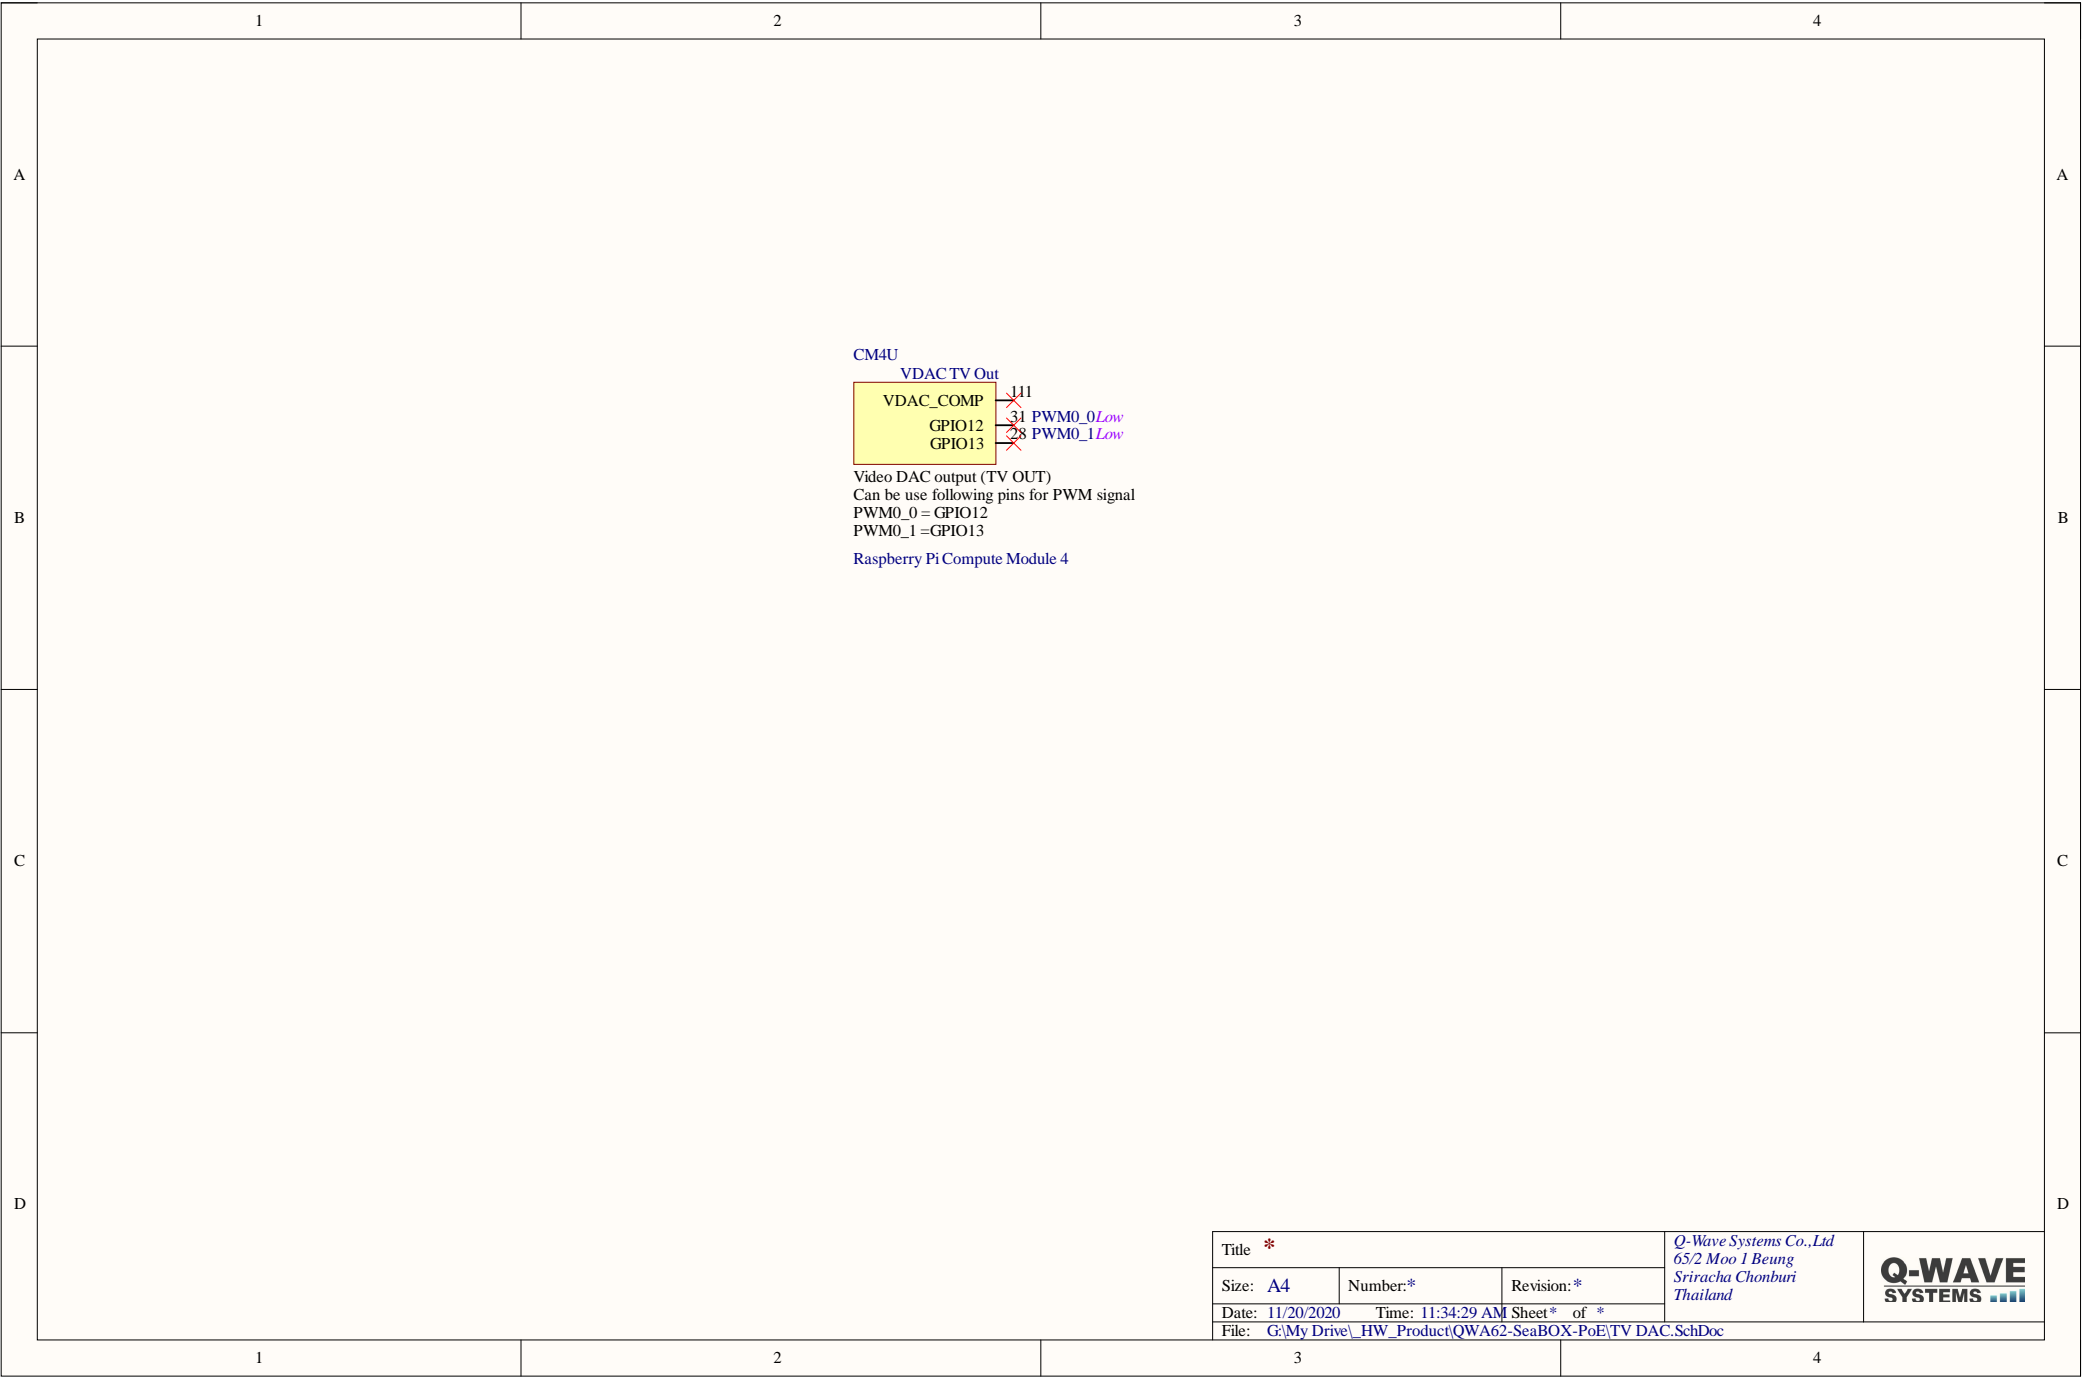 1 2 3 4
A A
CM4U
VDAC TV Out
VDAC_COMP 111
GPIO12 31 PWM0_0 Low
GPIO13 28 PWM0_1 Low
Video DAC output (TV OUT)
Can be use following pins for PWM signal
PWM0_0 = GPIO12
PWM0_1 =GPIO13
Raspberry Pi Compute Module 4
B B
C C
D D
Title *
Size: A4 Number:* Revision:*
Date: 11/20/2020 Time: 11:34:29 AM Sheet * of *
File: G:\My Drive\_HW_Product\QWA62-SeaBOX-PoE\TV DAC.SchDoc
Q-Wave Systems Co.,Ltd
65/2 Moo 1 Beung
Sriracha Chonburi
Thailand
Q-WAVE
SYSTEMS
1 2 3 4